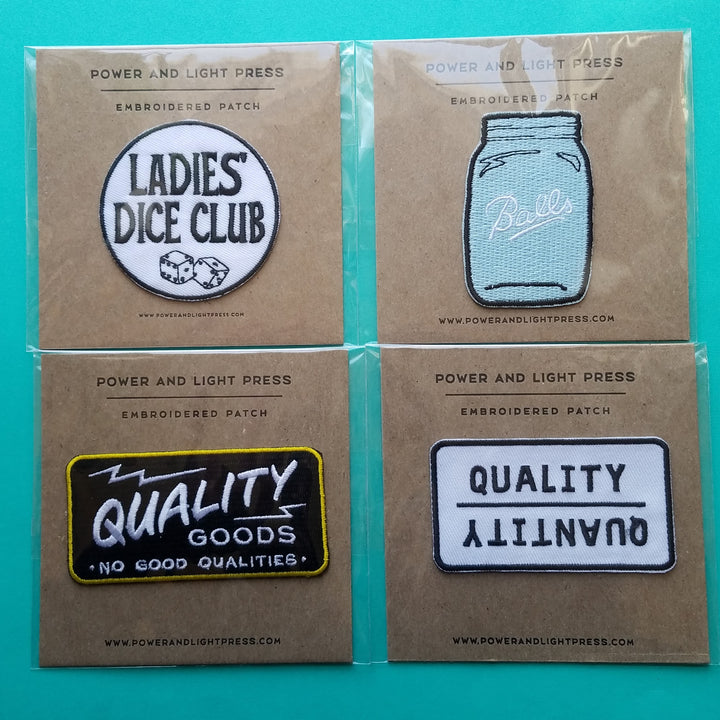 POWER AND LIGHT PRESS
EMBROIDERED PATCH
LADIES'
DICE CLUB
WWW.POWERANDLIGHTPRESS.COM
POWER AND LIGHT PRESS
EMBROIDERED PATCH
Balls
WWW.POWERANDLIGHTPRESS.COM
POWER AND LIGHT PRESS
EMBROIDERED PATCH
QUALITY
GOODS
• NO GOOD QUALITIES •
WWW.POWERANDLIGHTPRESS.COM
POWER AND LIGHT PRESS
EMBROIDERED PATCH
QUALITY
QUANTITY
WWW.POWERANDLIGHTPRESS.COM